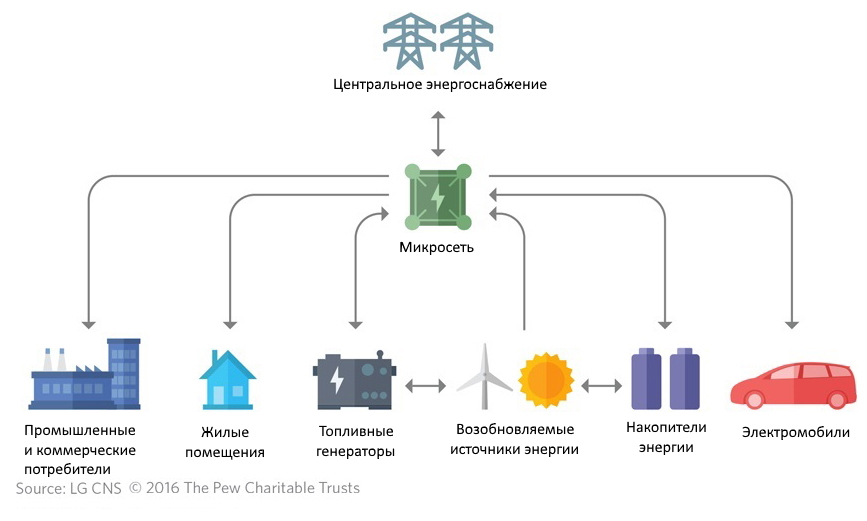 Центральное энергоснабжение
Микросеть
Промышленные
и коммерческие
потребители
Жилые
помещения
Топливные
генераторы
Возобновляемые
источники энергии
Накопители
энергии
Электромобили
Source: LG CNS © 2016 The Pew Charitable Trusts